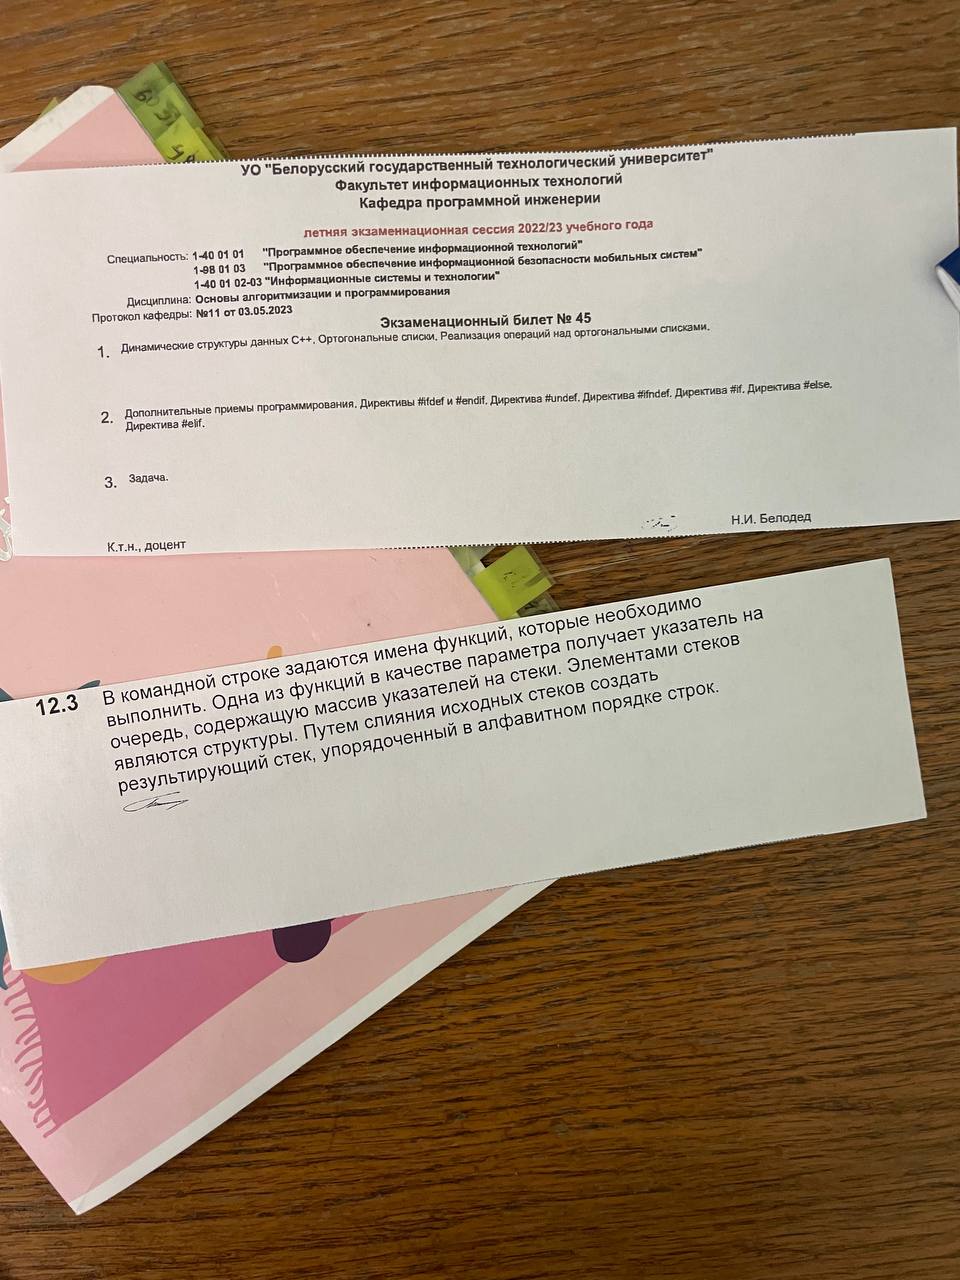 УО "Белорусский государственный технологический университет"
Факультет информационных технологий
Кафедра программной инженерии
летняя экзаменнационная сессия 2022/23 учебного года
Специальность: 1-40 01 01 "Программное обеспечение информационной технологий"
1-98 01 03 "Программное обеспечение информационной безопасности мобильных систем"
1-40 01 02-03 "Информационные системы и технологии"
Дисциплина: Основы алгоритмизации и программирования
Протокол кафедры: №11 от 03.05.2023
Экзаменационный билет № 45
1. Динамические структуры данных C++. Ортогональные списки. Реализация операций над ортогональными списками.
2. Дополнительные приемы программирования. Директивы #ifdef и #endif. Директива #undef. Директива #ifndef. Директива #if. Директива #else.
Директива #elif.
3. Задача.
К.т.н., доцент Н.И. Белодед
12.3 В командной строке задаются имена функций, которые необходимо
выполнить. Одна из функций в качестве параметра получает указатель на
очередь, содержащую массив указателей на стеки. Элементами стеков
являются структуры. Путем слияния исходных стеков создать
результирующий стек, упорядоченный в алфавитном порядке строк.